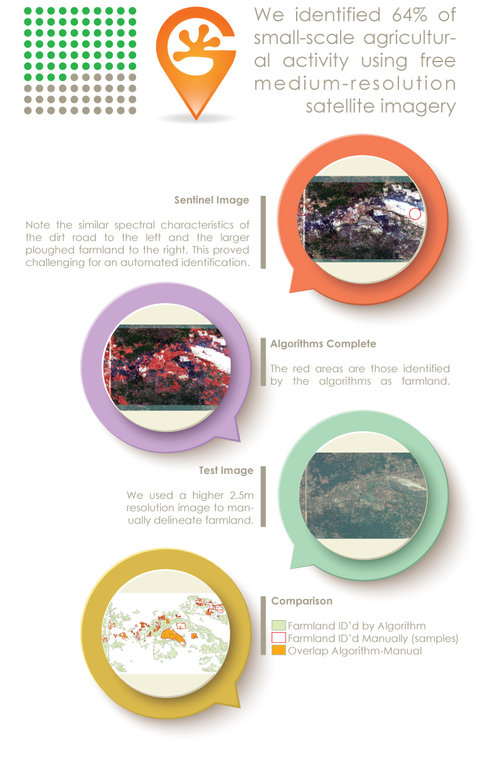 We identified 64% of
small-scale agricultur-
al activity using free
medium-resolution
satellite imagery
Sentinel Image
Note the similar spectral characteristics of
the dirt road to the left and the larger
ploughed farmland to the right. This proved
challenging for an automated identification.
Algorithms Complete
The red areas are those identified
by the algorithms as farmland.
Test Image
We used a higher 2.5m
resolution image to man-
ually delineate farmland.
Comparison
Farmland ID'd by Algorithm
Farmland ID'd Manually (samples)
Overlap Algorithm-Manual